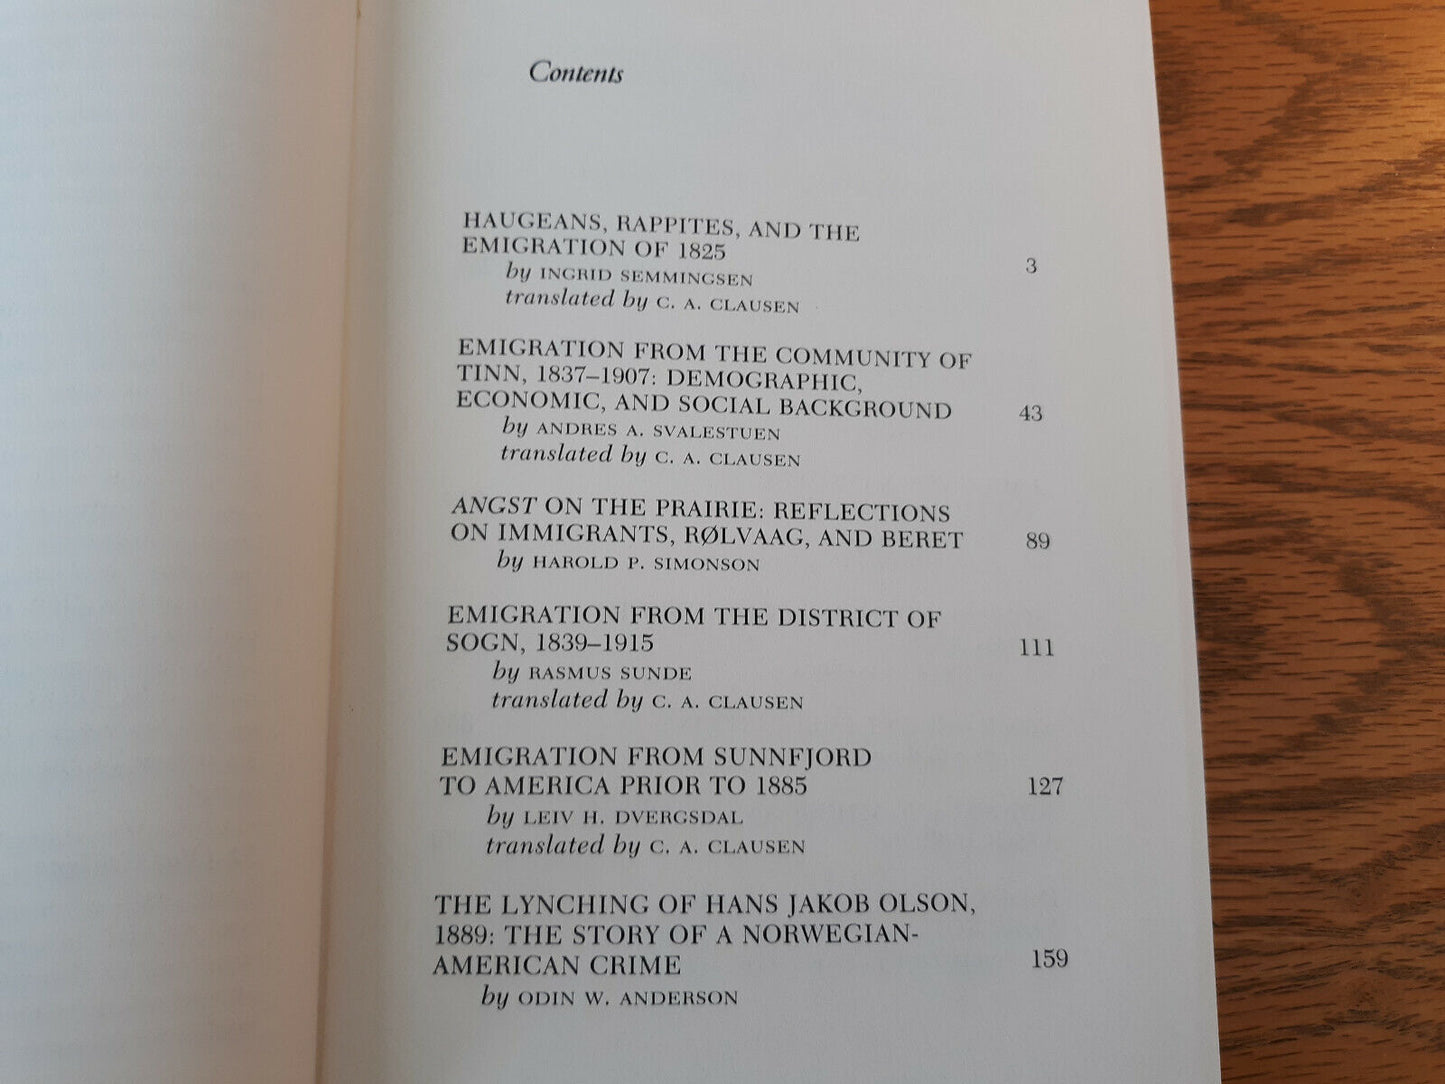 Contents
HAUGEANS, RAPPITES, AND THE
EMIGRATION OF 1825 3
by INGRID SEMMINGSEN
translated by C. A. CLAUSEN
EMIGRATION FROM THE COMMUNITY OF
TINN, 1837–1907: DEMOGRAPHIC,
ECONOMIC, AND SOCIAL BACKGROUND 43
by ANDRES A. SVALESTUEN
translated by C. A. CLAUSEN
ANGST ON THE PRAIRIE: REFLECTIONS
ON IMMIGRANTS, RØLVAAG, AND BERET 89
by HAROLD P. SIMONSON
EMIGRATION FROM THE DISTRICT OF
SOGN, 1839–1915 111
by RASMUS SUNDE
translated by C. A. CLAUSEN
EMIGRATION FROM SUNNFJORD
TO AMERICA PRIOR TO 1885 127
by LEIV H. DVERGSDAL
translated by C. A. CLAUSEN
THE LYNCHING OF HANS JAKOB OLSON,
1889: THE STORY OF A NORWEGIAN-
AMERICAN CRIME 159
by ODIN W. ANDERSON